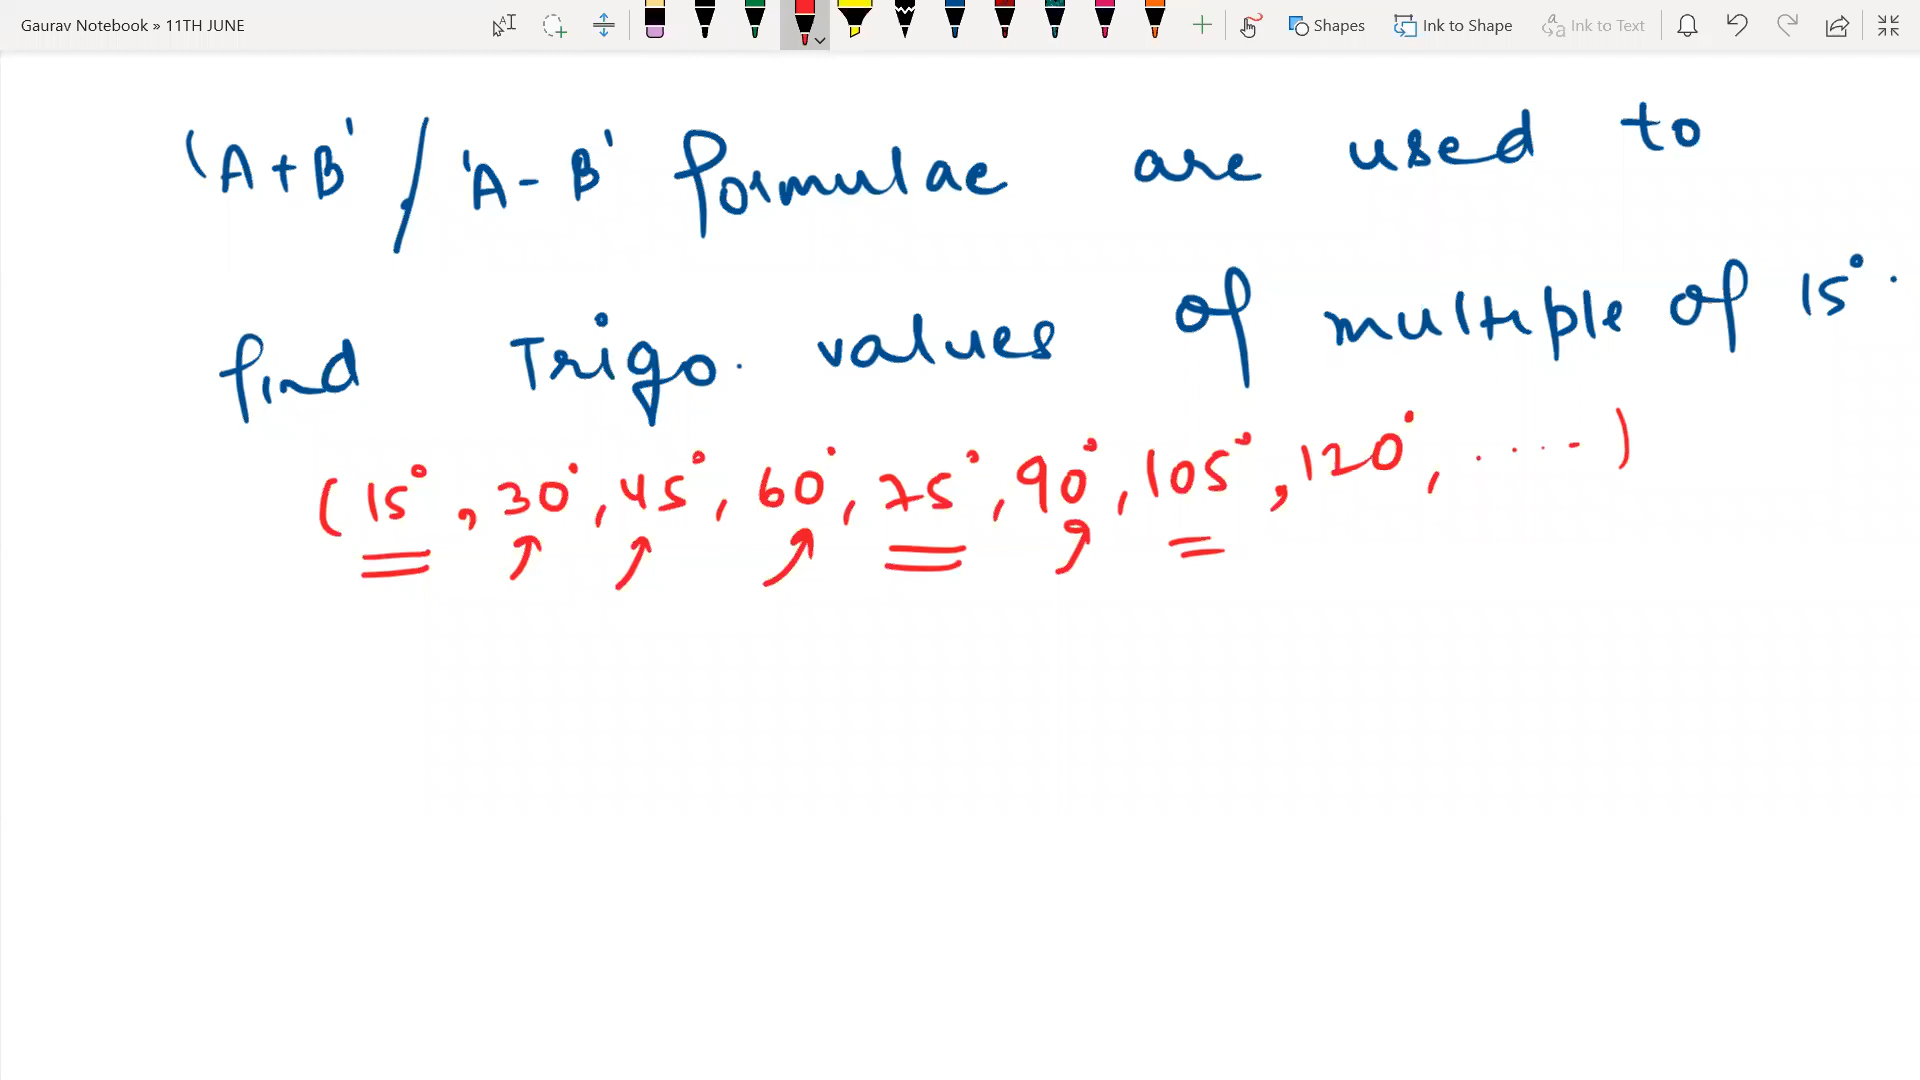 Gaurav Notebook » 11TH JUNE
Shapes Ink to Shape Ink to Text
'A+B' / 'A-B' formulae are used to
find Trigo. values of multiple of 15°.
(15°, 30°, 45°, 60°, 75°, 90°, 105°, 120°, .....)